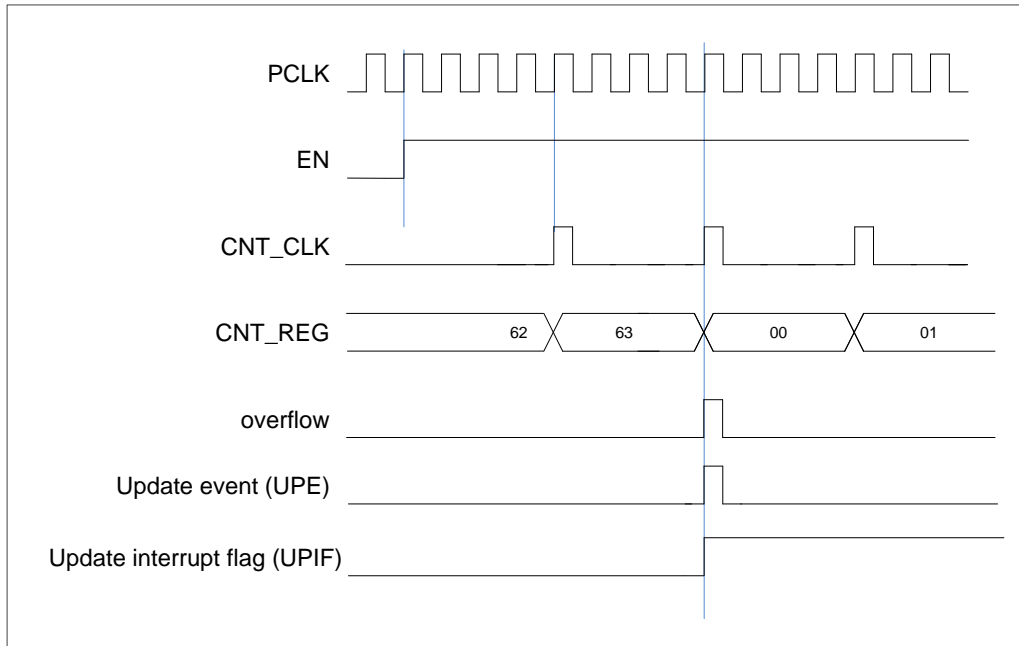 PCLK
EN
CNT_CLK
CNT_REG 62 63 00 01
overflow
Update event (UPE)
Update interrupt flag (UPIF)